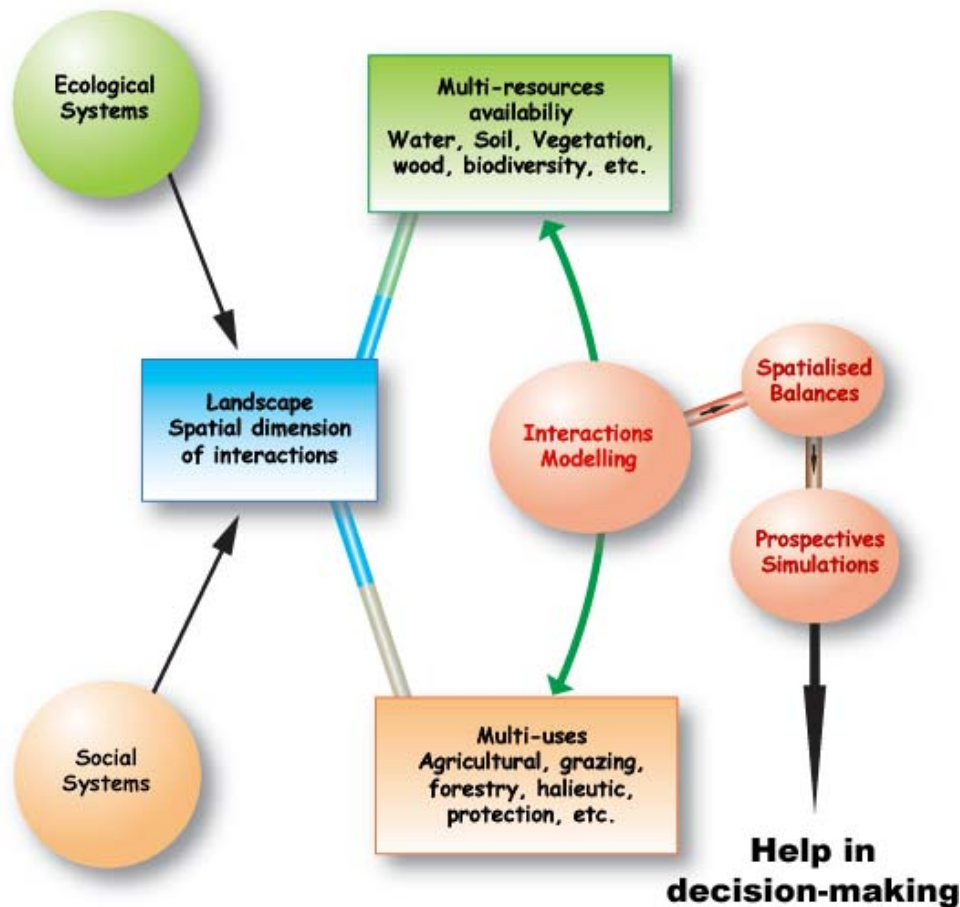 Ecological
Systems
Multi-resources
availabiliy
Water, Soil, Vegetation,
wood, biodiversity, etc.
Landscape
Spatial dimension
of interactions
Interactions
Modelling
Spatialised
Balances
Prospectives
Simulations
Social
Systems
Multi-uses
Agricultural, grazing,
forestry, halieutic,
protection, etc.
Help in
decision-making